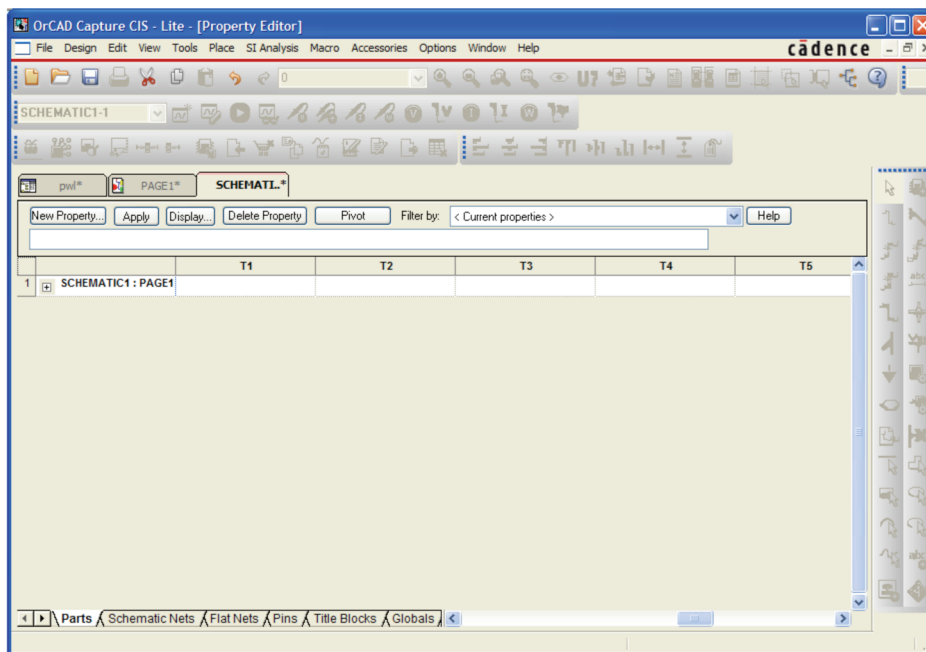 OrCAD Capture CIS - Lite - [Property Editor]
File Design Edit View Tools Place SI Analysis Macro Accessories Options Window Help cādence
0 U?
SCHEMATIC1-1 V I W
pwl* PAGE1* SCHEMATI..*
New Property... Apply Display... Delete Property Pivot Filter by: < Current properties > Help
T1 T2 T3 T4 T5
1 SCHEMATIC1 : PAGE1
abc
Parts Schematic Nets Flat Nets Pins Title Blocks Globals